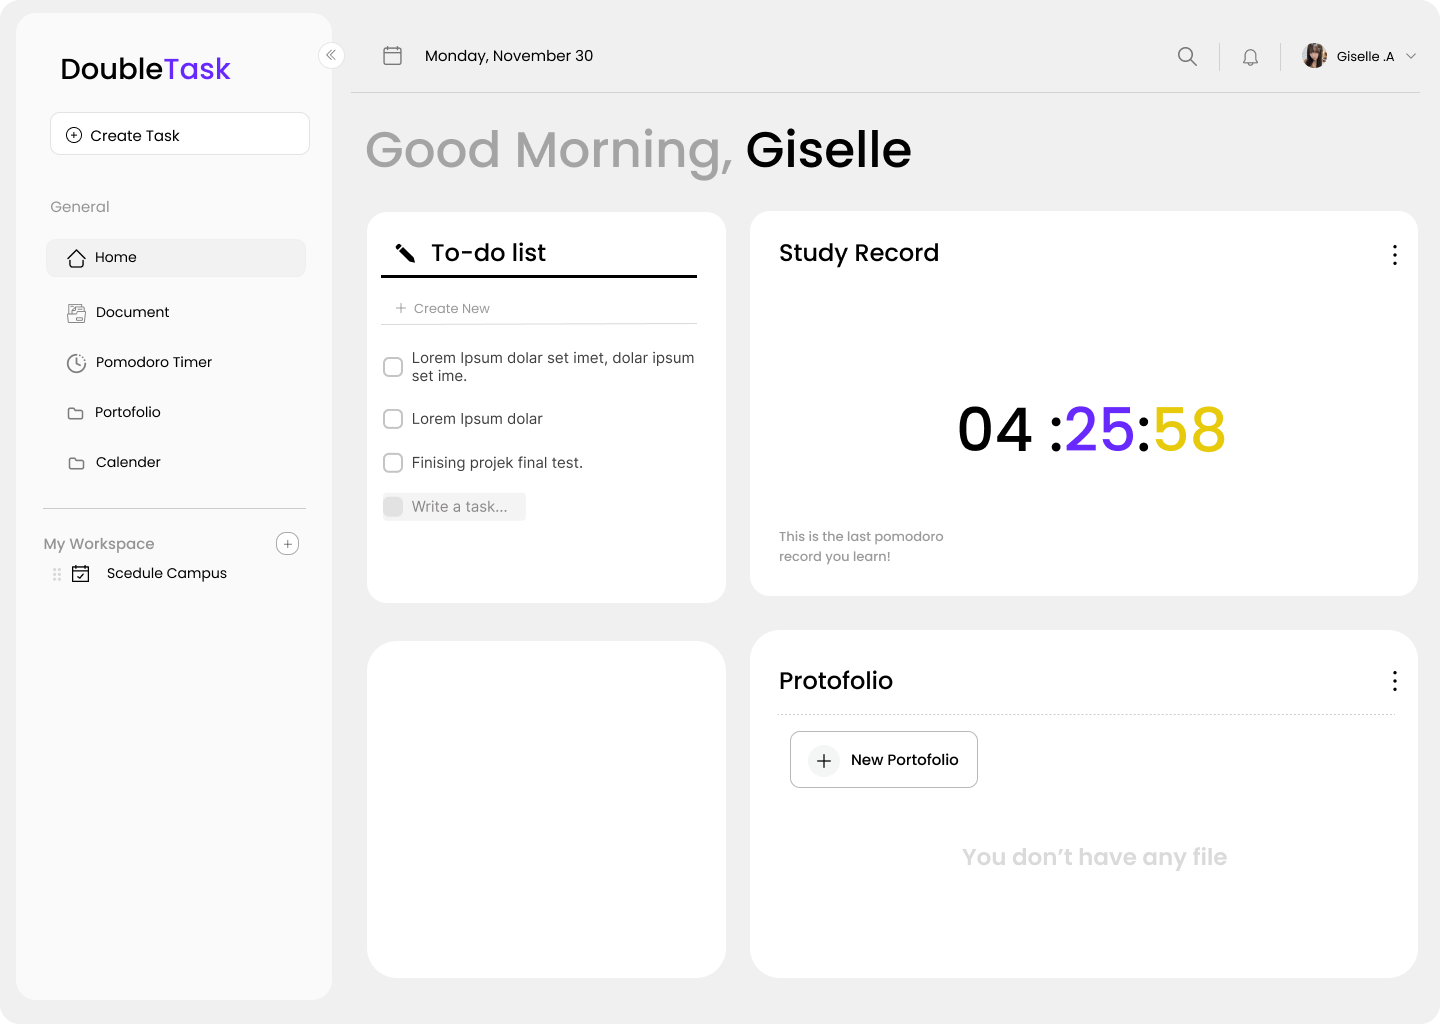 DoubleTask
Create Task
General
Home
Document
Pomodoro Timer
Portofolio
Calender
My Workspace
Scedule Campus
Monday, November 30
Giselle .A
Good Morning, Giselle
To-do list
Create New
Lorem Ipsum dolar set imet, dolar ipsum
set ime.
Lorem Ipsum dolar
Finising projek final test.
Write a task...
Study Record
04 :25:58
This is the last pomodoro
record you learn!
Protofolio
New Portofolio
You don’t have any file